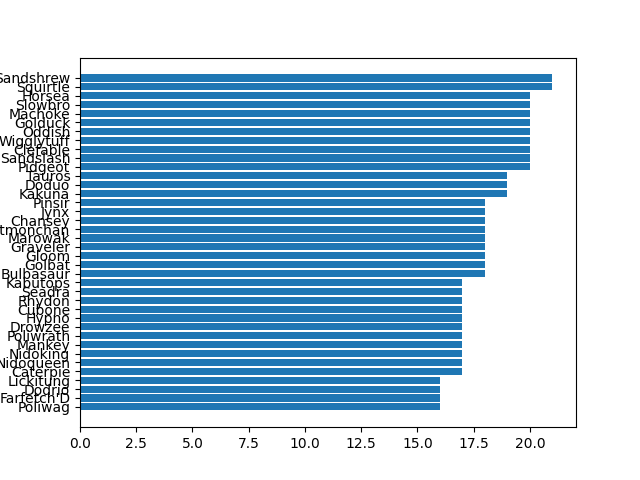 Sandshrew
Squirtle
Horsea
Slowbro
Machoke
Golduck
Oddish
Wigglytuff
Clefable
Sandslash
Pidgeot
Tauros
Doduo
Kakuna
Pinsir
Jynx
Chansey
tmonchan
Marowak
Graveler
Gloom
Golbat
Bulbasaur
Kabutops
Seadra
Rhydon
Cubone
Hypno
Drowzee
Poliwrath
Mankey
Nidoking
Nidoqueen
Caterpie
Lickitung
Dodrio
Farfetch'D
Poliwag
0.0 2.5 5.0 7.5 10.0 12.5 15.0 17.5 20.0